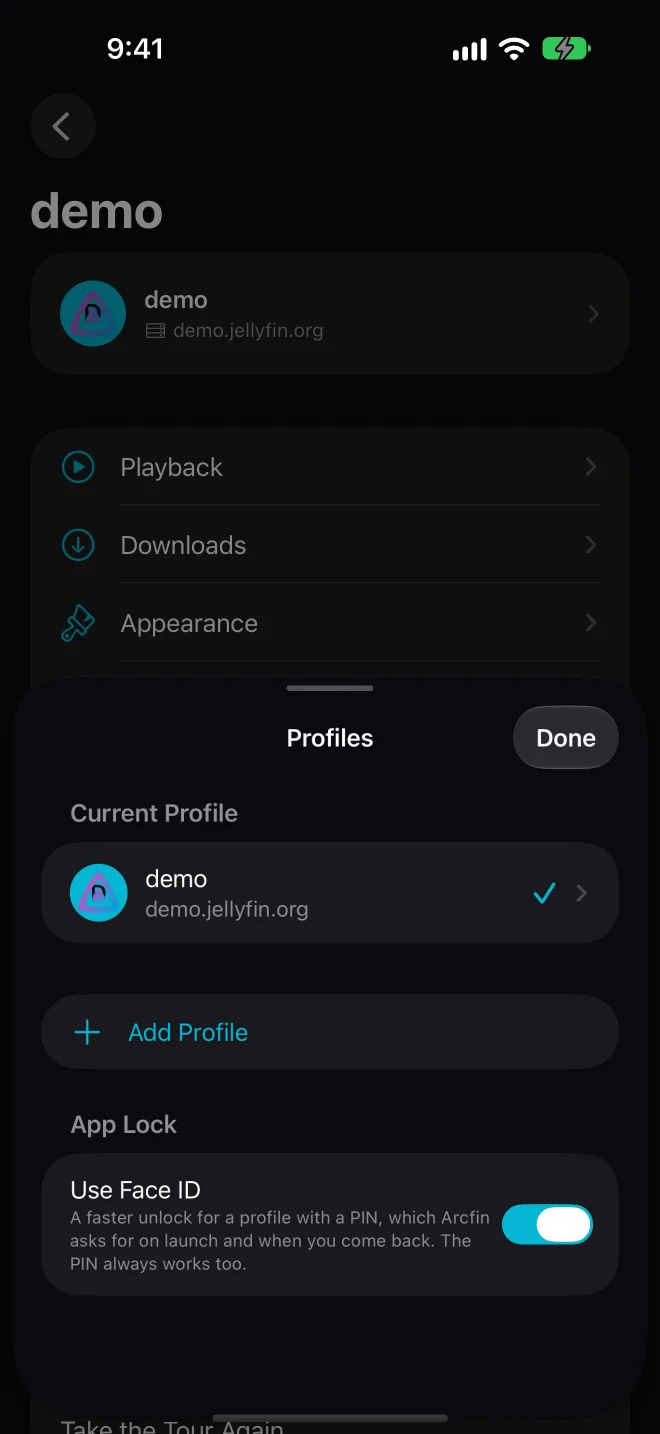 9:41
demo
demo
demo.jellyfin.org
Playback
Downloads
Appearance
Profiles
Done
Current Profile
demo
demo.jellyfin.org
Add Profile
App Lock
Use Face ID
A faster unlock for a profile with a PIN, which Arcfin
asks for on launch and when you come back. The
PIN always works too.
Take the Tour Again